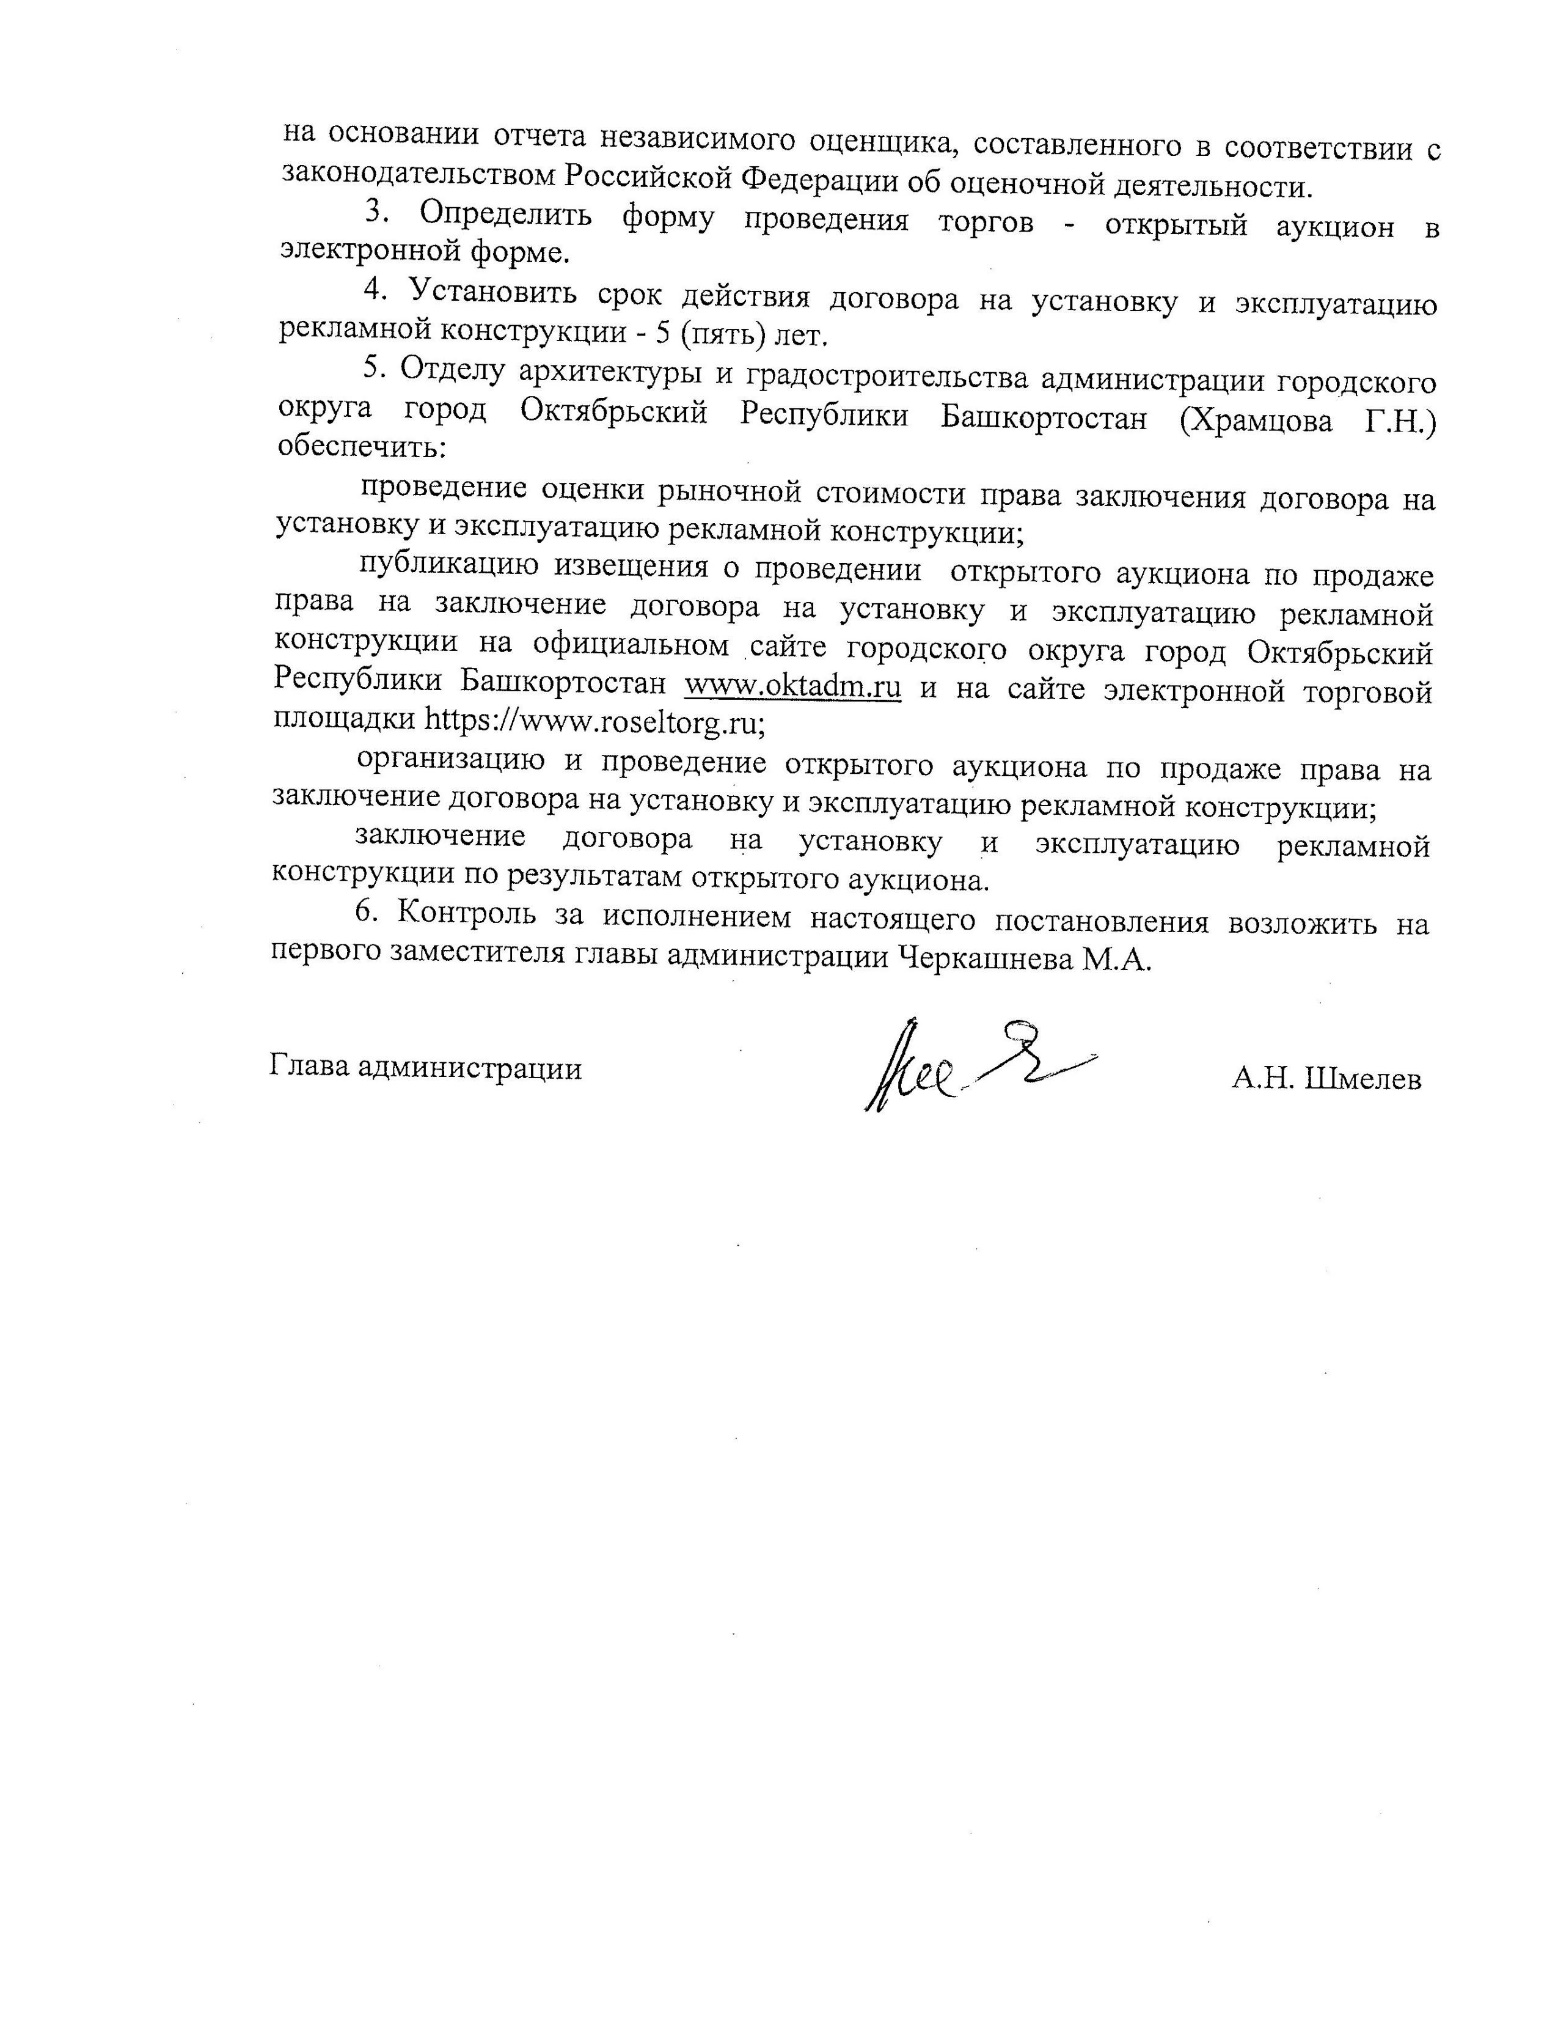 на основании отчета независимого оценщика, составленного в соответствии с
законодательством Российской Федерации об оценочной деятельности.
3. Определить форму проведения торгов - открытый аукцион в
электронной форме.
4. Установить срок действия договора на установку и эксплуатацию
рекламной конструкции - 5 (пять) лет.
5. Отделу архитектуры и градостроительства администрации городского
округа город Октябрьский Республики Башкортостан (Храмцова Г.Н.)
обеспечить:
проведение оценки рыночной стоимости права заключения договора на
установку и эксплуатацию рекламной конструкции;
публикацию извещения о проведении открытого аукциона по продаже
права на заключение договора на установку и эксплуатацию рекламной
конструкции на официальном сайте городского округа город Октябрьский
Республики Башкортостан www.oktadm.ru и на сайте электронной торговой
площадки https://www.roseltorg.ru;
организацию и проведение открытого аукциона по продаже права на
заключение договора на установку и эксплуатацию рекламной конструкции;
заключение договора на установку и эксплуатацию рекламной
конструкции по результатам открытого аукциона.
6. Контроль за исполнением настоящего постановления возложить на
первого заместителя главы администрации Черкашнева М.А.
Глава администрации
А.Н. Шмелев